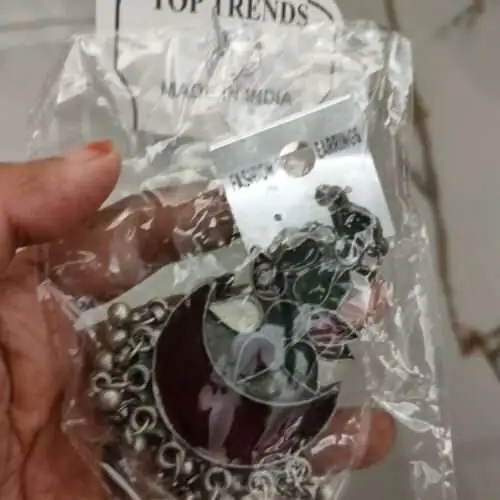 TOP TRENDS
MADE IN INDIA
FASHION EARRINGS